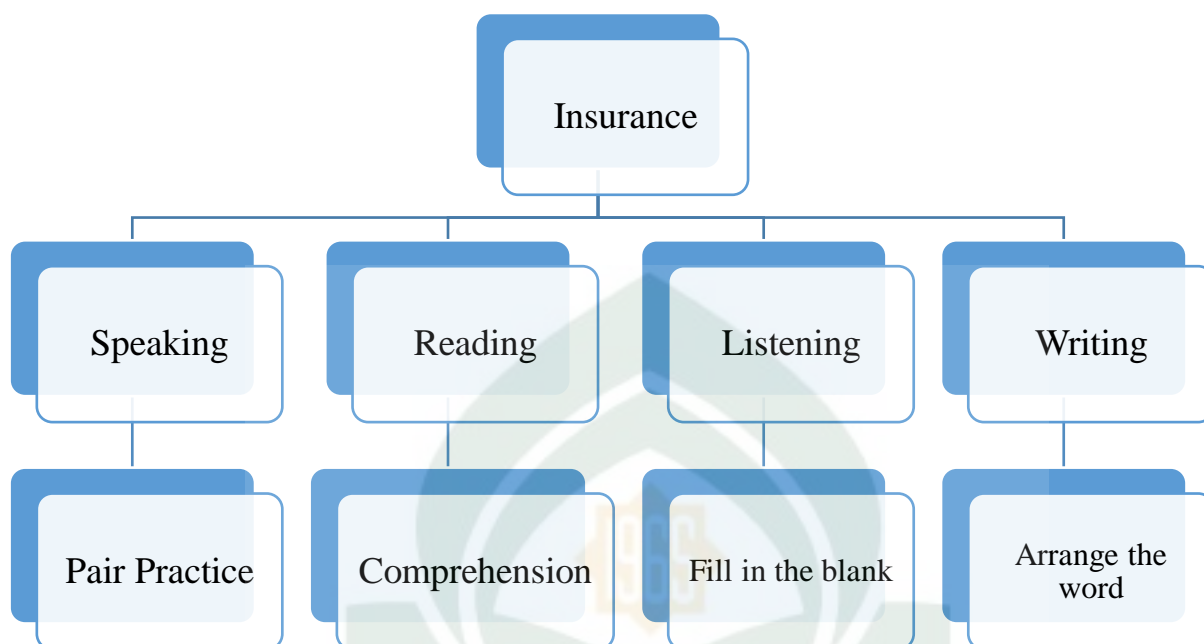 Insurance
Speaking
Reading
Listening
Writing
Pair Practice
Comprehension
Fill in the blank
Arrange the
word